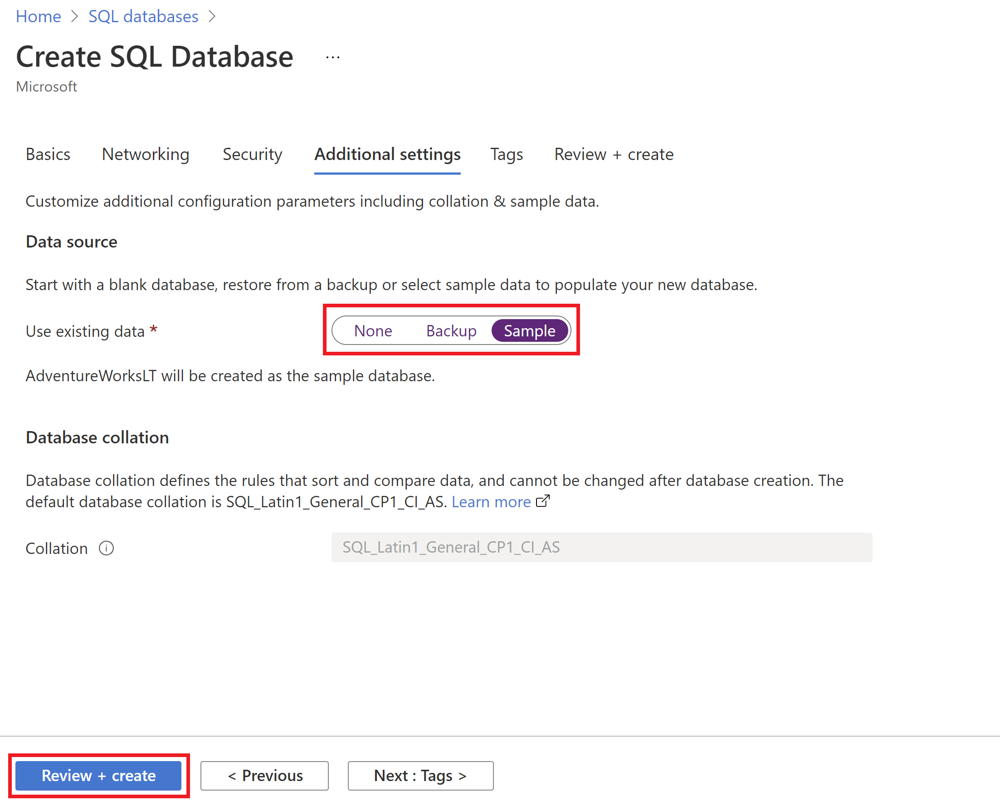 Home > SQL databases >
Create SQL Database ...
Microsoft
Basics Networking Security Additional settings Tags Review + create
Customize additional configuration parameters including collation & sample data.
Data source
Start with a blank database, restore from a backup or select sample data to populate your new database.
Use existing data * None Backup Sample
AdventureWorksLT will be created as the sample database.
Database collation
Database collation defines the rules that sort and compare data, and cannot be changed after database creation. The
default database collation is SQL_Latin1_General_CP1_CI_AS. Learn more
Collation SQL_Latin1_General_CP1_CI_AS
Review + create < Previous Next : Tags >